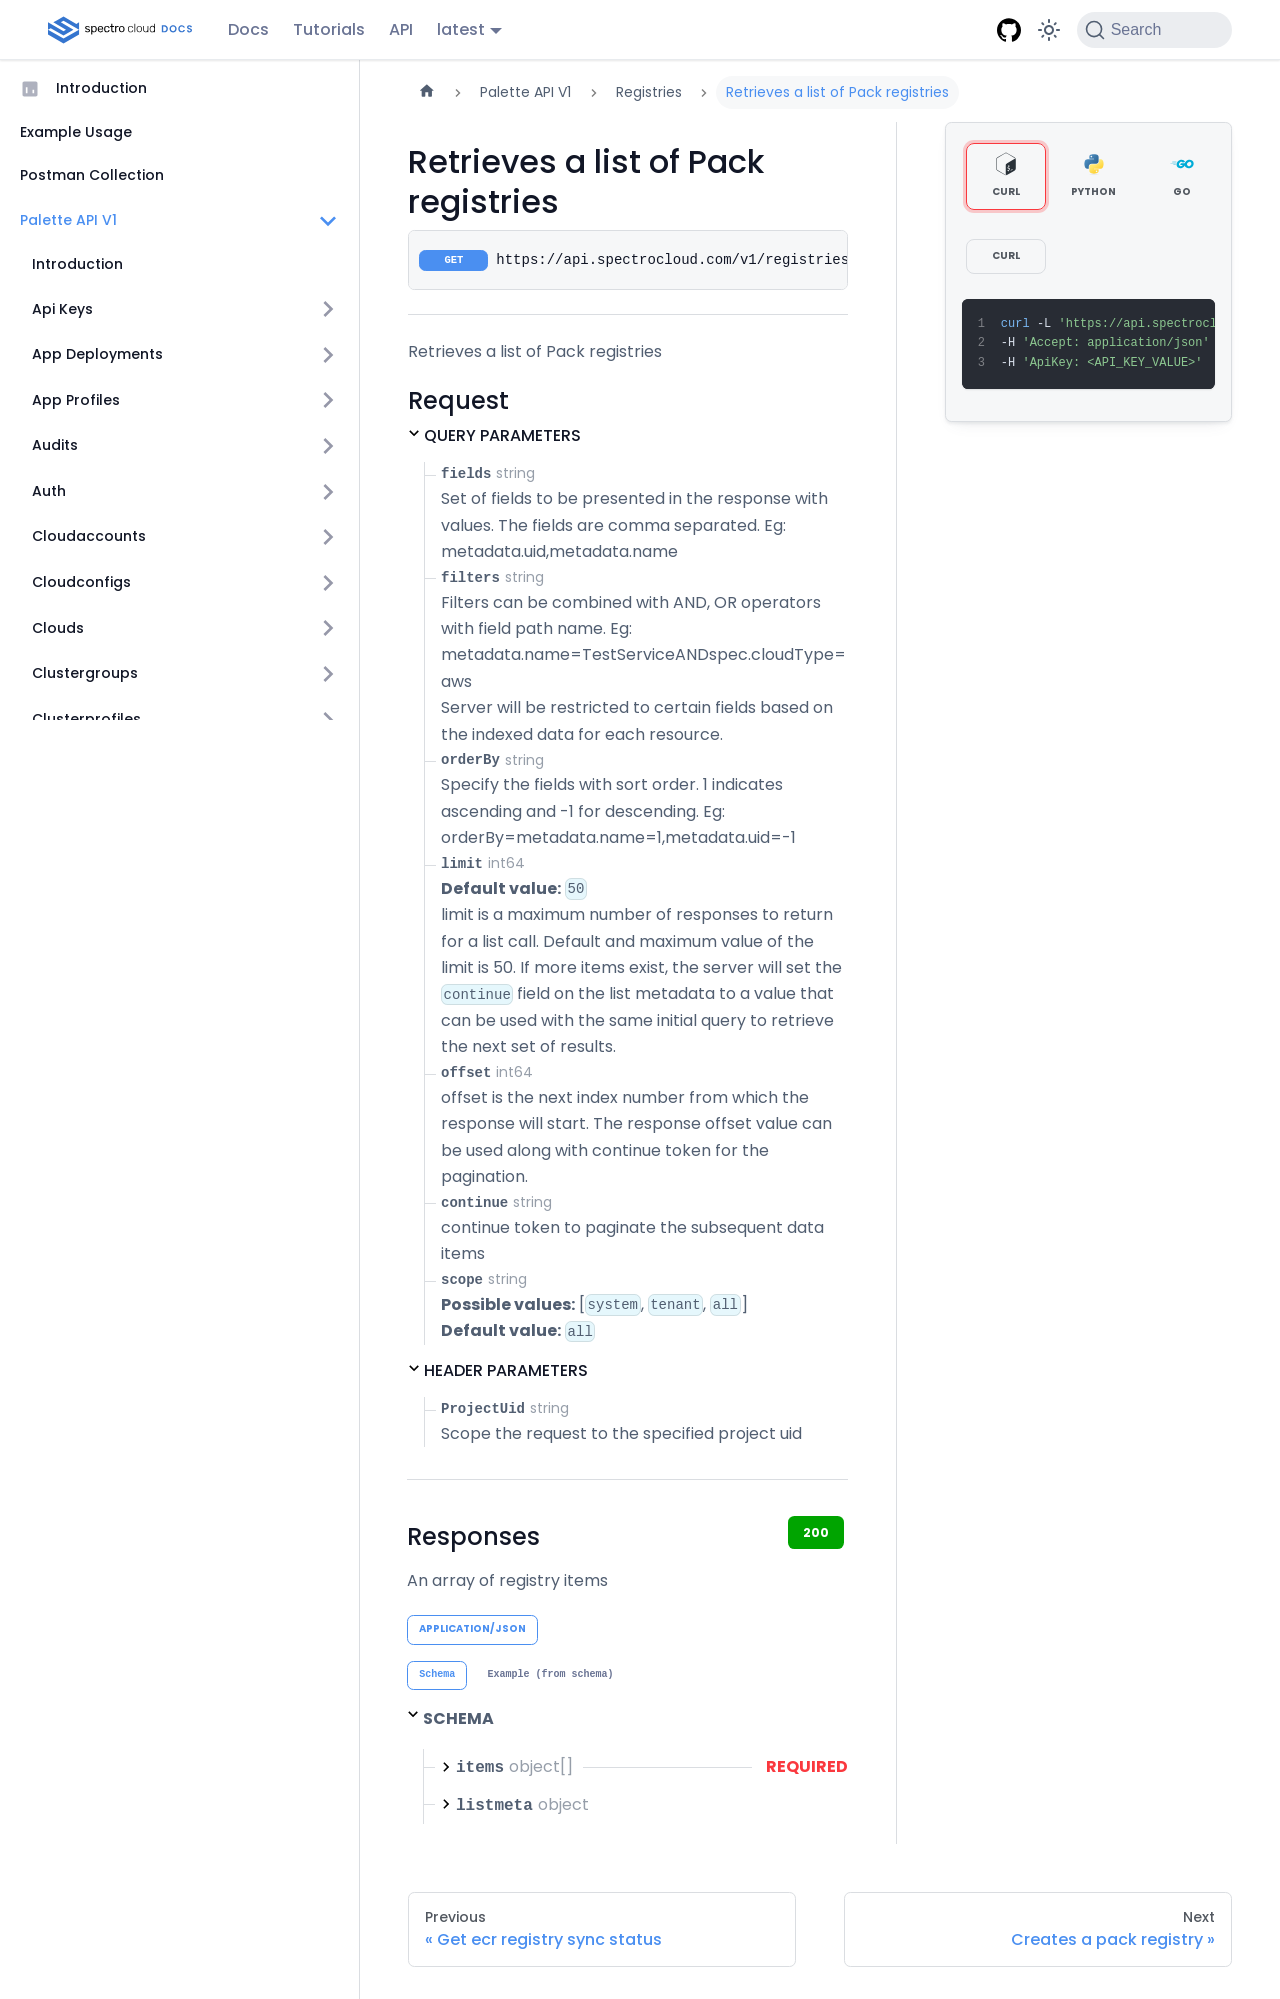 spectro cloud DOCS
Docs
Tutorials
API
latest
Search
Introduction
Example Usage
Postman Collection
Palette API V1
Introduction
Api Keys
App Deployments
App Profiles
Audits
Auth
Cloudaccounts
Cloudconfigs
Clouds
Clustergroups
Clusterprofiles
Palette API V1
Registries
Retrieves a list of Pack registries
Retrieves a list of Pack
registries
GET https://api.spectrocloud.com/v1/registries
Retrieves a list of Pack registries
Request
QUERY PARAMETERS
fields string
Set of fields to be presented in the response with
values. The fields are comma separated. Eg:
metadata.uid,metadata.name
filters string
Filters can be combined with AND, OR operators
with field path name. Eg:
metadata.name=TestServiceANDspec.cloudType=
aws
Server will be restricted to certain fields based on
the indexed data for each resource.
orderBy string
Specify the fields with sort order. 1 indicates
ascending and -1 for descending. Eg:
orderBy=metadata.name=1,metadata.uid=-1
limit int64
Default value: 50
limit is a maximum number of responses to return
for a list call. Default and maximum value of the
limit is 50. If more items exist, the server will set the
continue field on the list metadata to a value that
can be used with the same initial query to retrieve
the next set of results.
offset int64
offset is the next index number from which the
response will start. The response offset value can
be used along with continue token for the
pagination.
continue string
continue token to paginate the subsequent data
items
scope string
Possible values: [system, tenant, all]
Default value: all
HEADER PARAMETERS
ProjectUid string
Scope the request to the specified project uid
Responses
200
An array of registry items
APPLICATION/JSON
Schema
Example (from schema)
SCHEMA
items object[] REQUIRED
listmeta object
CURL
PYTHON
GO
CURL
1 curl -L 'https://api.spectrocl
2 -H 'Accept: application/json'
3 -H 'ApiKey: <API_KEY_VALUE>'
Previous
« Get ecr registry sync status
Next
Creates a pack registry »